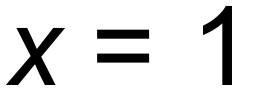 x = 1